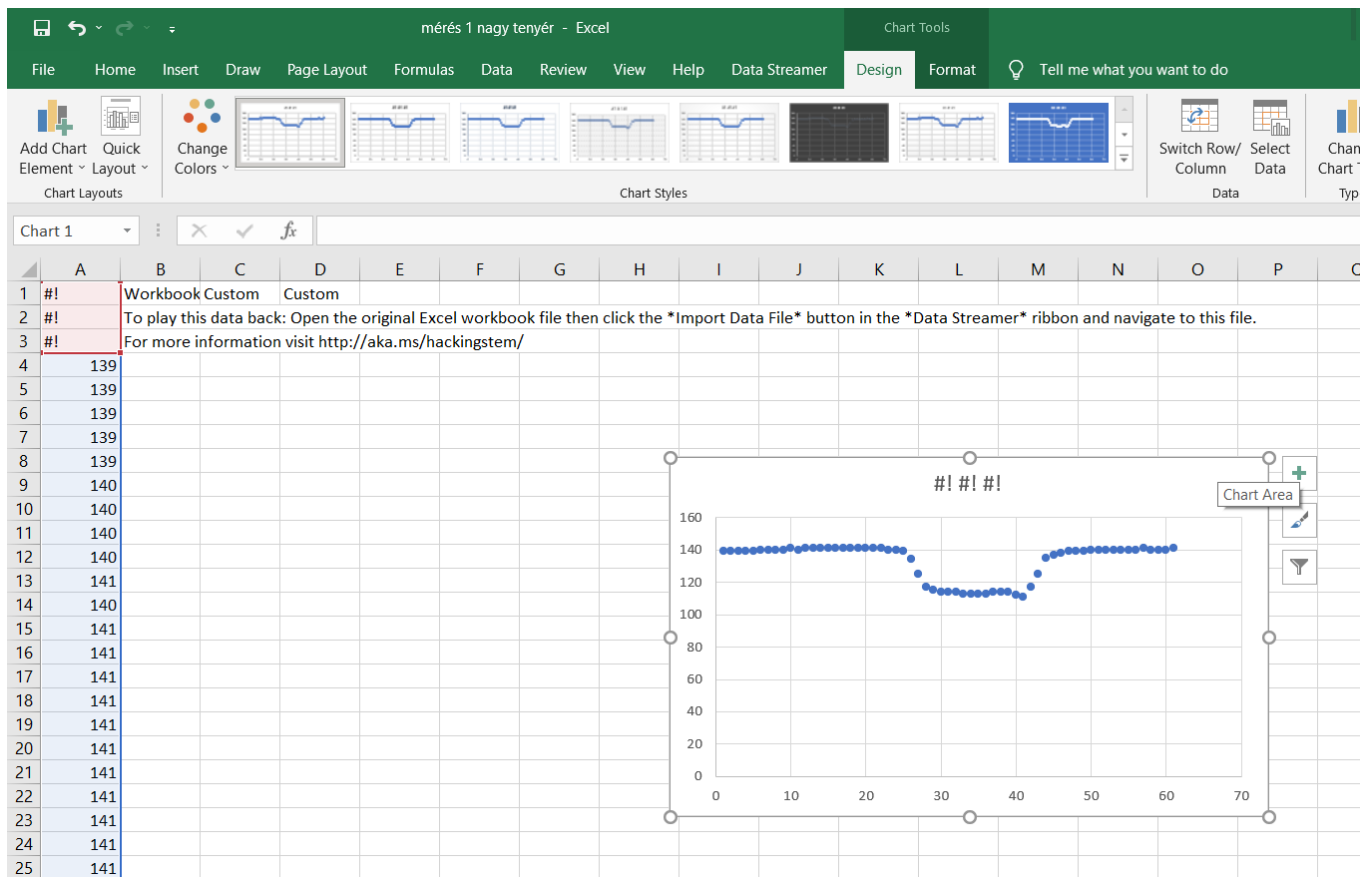 mérés 1 nagy tenyér - Excel
Chart Tools
File Home Insert Draw Page Layout Formulas Data Review View Help Data Streamer Design Format Tell me what you want to do
Add Chart Element
Quick Layout
Change Colors
Switch Row/ Column
Select Data
Chan
Chart T
Chart Layouts
Chart Styles
Data
Typ
Chart 1
fx
A B C D E F G H I J K L M N O P
1 #! Workbook Custom Custom
2 #! To play this data back: Open the original Excel workbook file then click the *Import Data File* button in the *Data Streamer* ribbon and navigate to this file.
3 #! For more information visit http://aka.ms/hackingstem/
4 139
5 139
6 139
7 139
8 139
9 140
10 140
11 140
12 140
13 141
14 140
15 141
16 141
17 141
18 141
19 141
20 141
21 141
22 141
23 141
24 141
25 141
#! #! #!
Chart Area
160
140
120
100
80
60
40
20
0
0 10 20 30 40 50 60 70